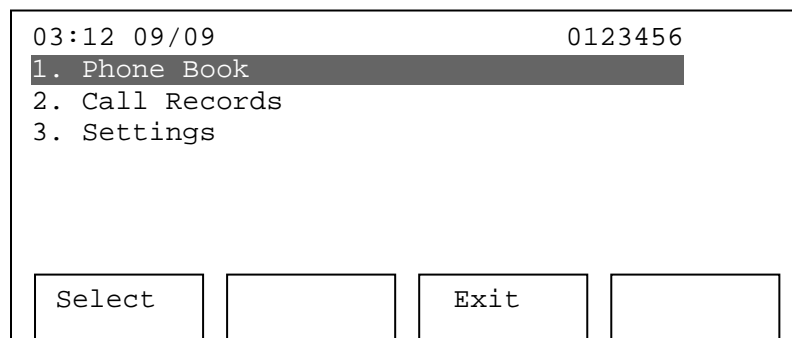 03:12 09/09 0123456
1. Phone Book
2. Call Records
3. Settings
Select Exit